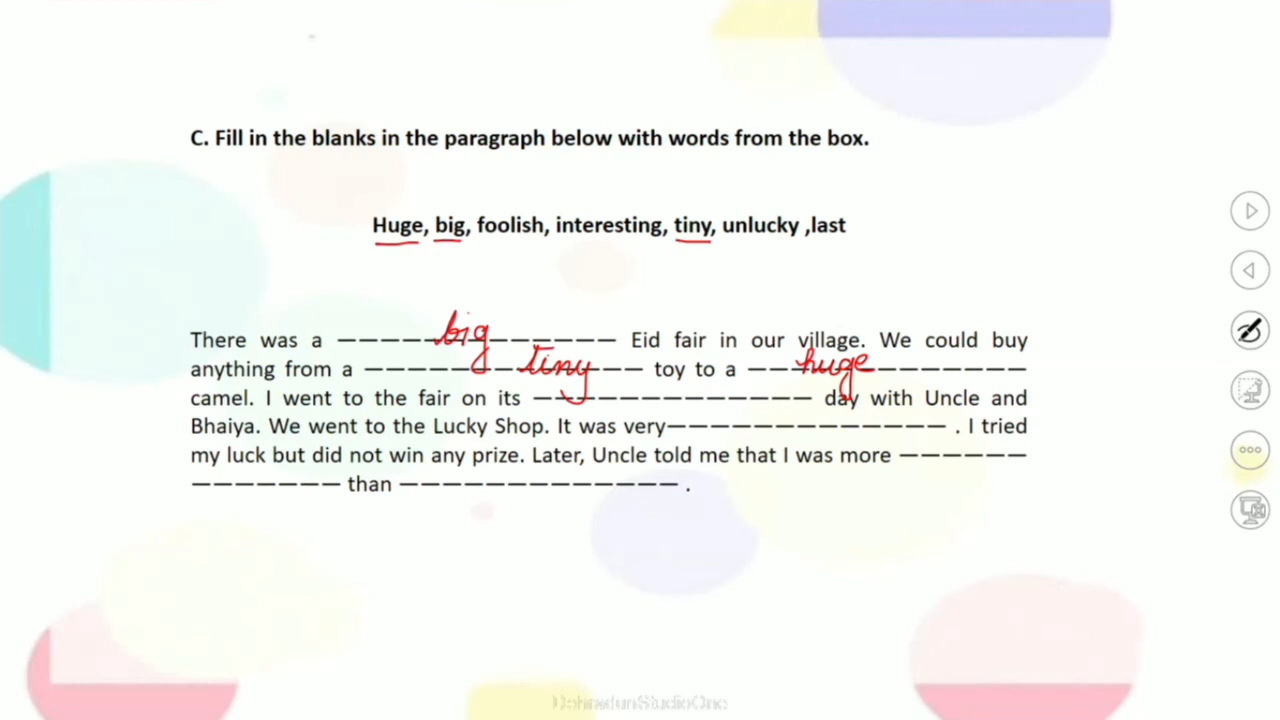 C. Fill in the blanks in the paragraph below with words from the box.
Huge, big, foolish, interesting, tiny, unlucky ,last
There was a —————big————— Eid fair in our village. We could buy
anything from a —————tiny————— toy to a ——huge—————
camel. I went to the fair on its —————————— day with Uncle and
Bhaiya. We went to the Lucky Shop. It was very—————————— . I tried
my luck but did not win any prize. Later, Uncle told me that I was more —————
————— than —————————— .